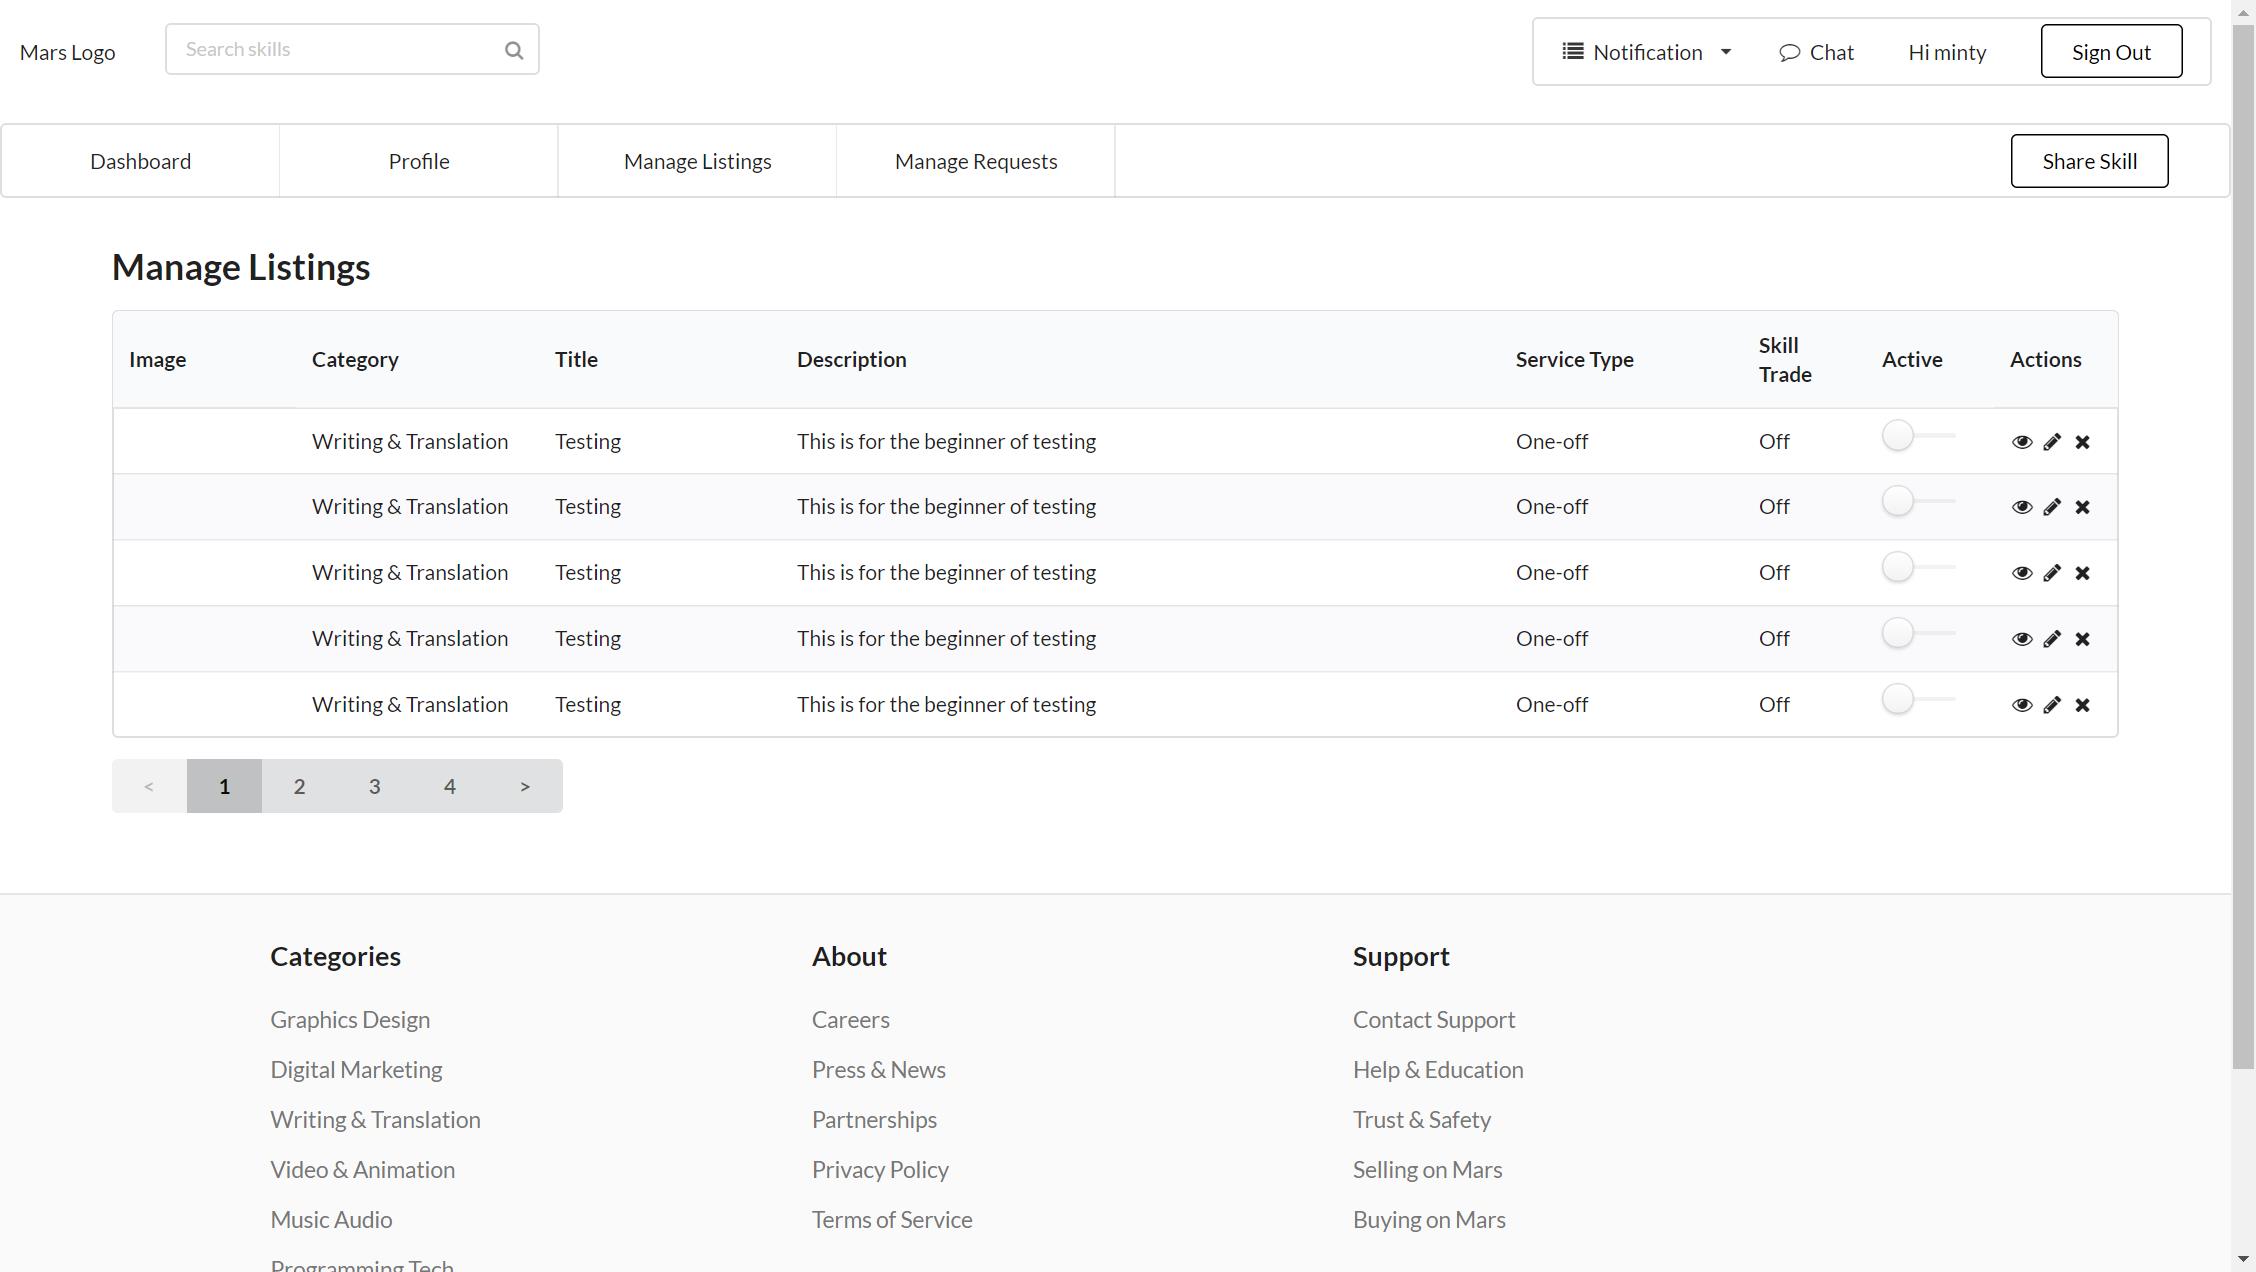 Mars Logo
Search skills
Notification
Chat
Hi minty
Sign Out
Dashboard
Profile
Manage Listings
Manage Requests
Share Skill
Manage Listings
Image Category Title Description Service Type Skill Trade Active Actions
Writing & Translation Testing This is for the beginner of testing One-off Off
Writing & Translation Testing This is for the beginner of testing One-off Off
Writing & Translation Testing This is for the beginner of testing One-off Off
Writing & Translation Testing This is for the beginner of testing One-off Off
Writing & Translation Testing This is for the beginner of testing One-off Off
< 1 2 3 4 >
Categories
Graphics Design
Digital Marketing
Writing & Translation
Video & Animation
Music Audio
Programming Tech
About
Careers
Press & News
Partnerships
Privacy Policy
Terms of Service
Support
Contact Support
Help & Education
Trust & Safety
Selling on Mars
Buying on Mars